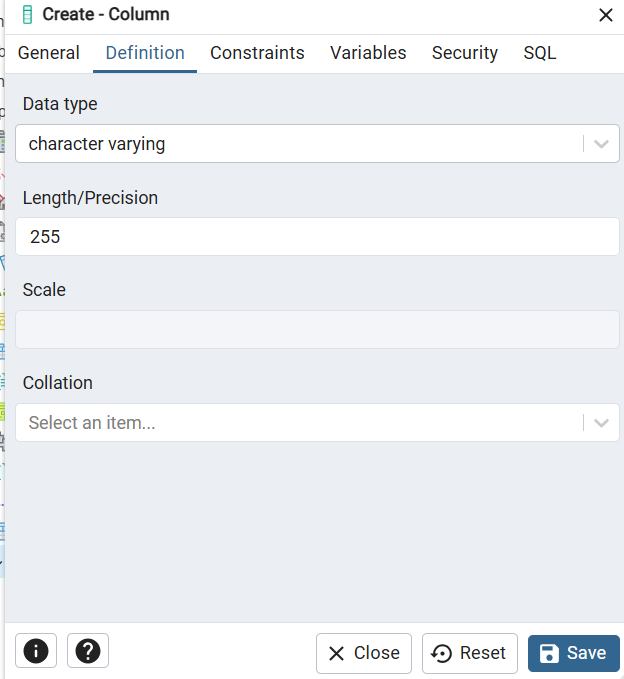 Create - Column
General Definition Constraints Variables Security SQL
Data type
character varying
Length/Precision
255
Scale
Collation
Select an item...
Close Reset Save